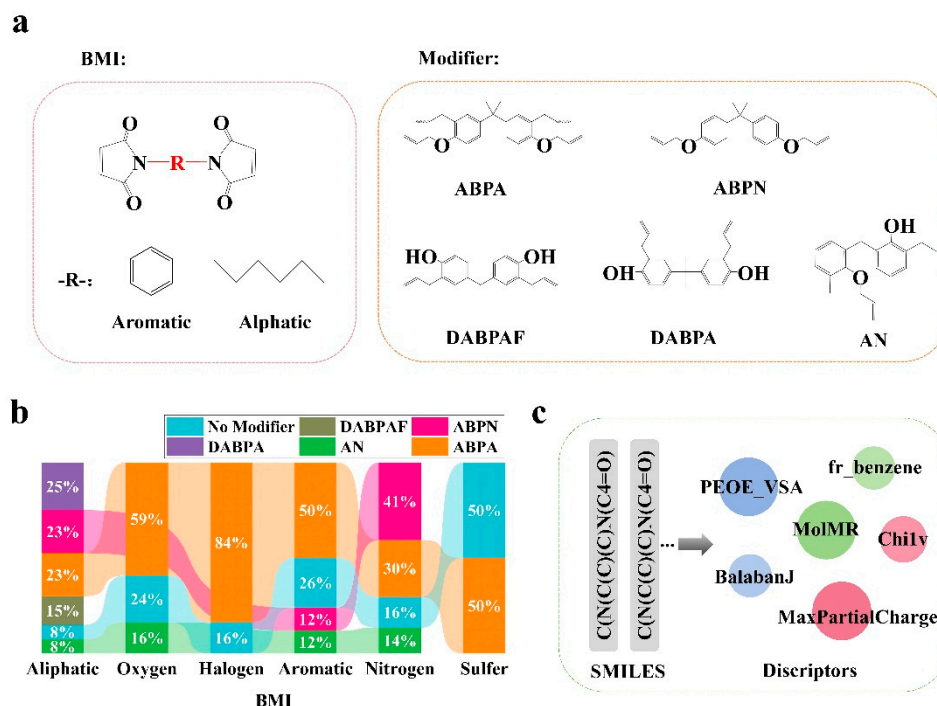 a
BMI:
Modifier:
O
O
N
R
N
O
O
-R-:
Aromatic
Alphatic
O
O
ABPA
O
O
ABPN
HO
OH
DABPAF
OH
OH
DABPA
OH
O
AN
b
No Modifier
DABPAF
ABPN
DABPA
AN
ABPA
25%
23%
23%
15%
8%
8%
59%
24%
16%
84%
16%
50%
26%
12%
12%
41%
30%
16%
14%
50%
50%
Aliphatic
Oxygen
Halogen
Aromatic
Nitrogen
Sulfer
BMI
c
C(N(C(C)(C)N(C4=O)
C(N(C(C)(C)N(C4=O)
...
SMILES
PEOE_VSA
fr_benzene
MolMR
Chi1v
BalabanJ
MaxPartialCharge
Discriptors